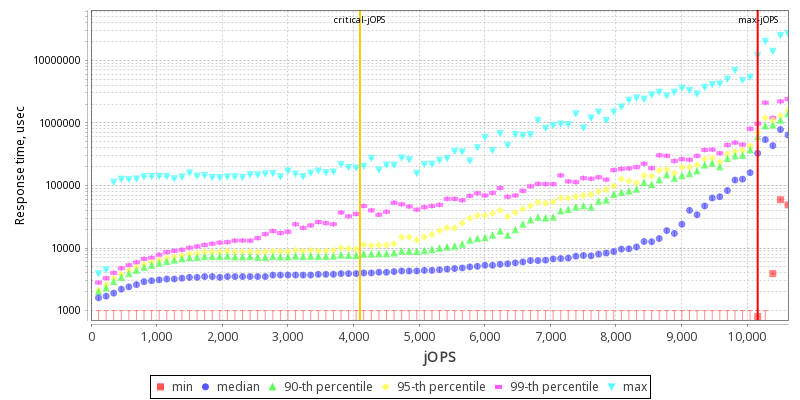 critical-jOPS
max-jOPS
Response time, usec
10000000
1000000
100000
10000
1000
0
1,000
2,000
3,000
4,000
5,000
6,000
7,000
8,000
9,000
10,000
jOPS
min
median
90-th percentile
95-th percentile
99-th percentile
max